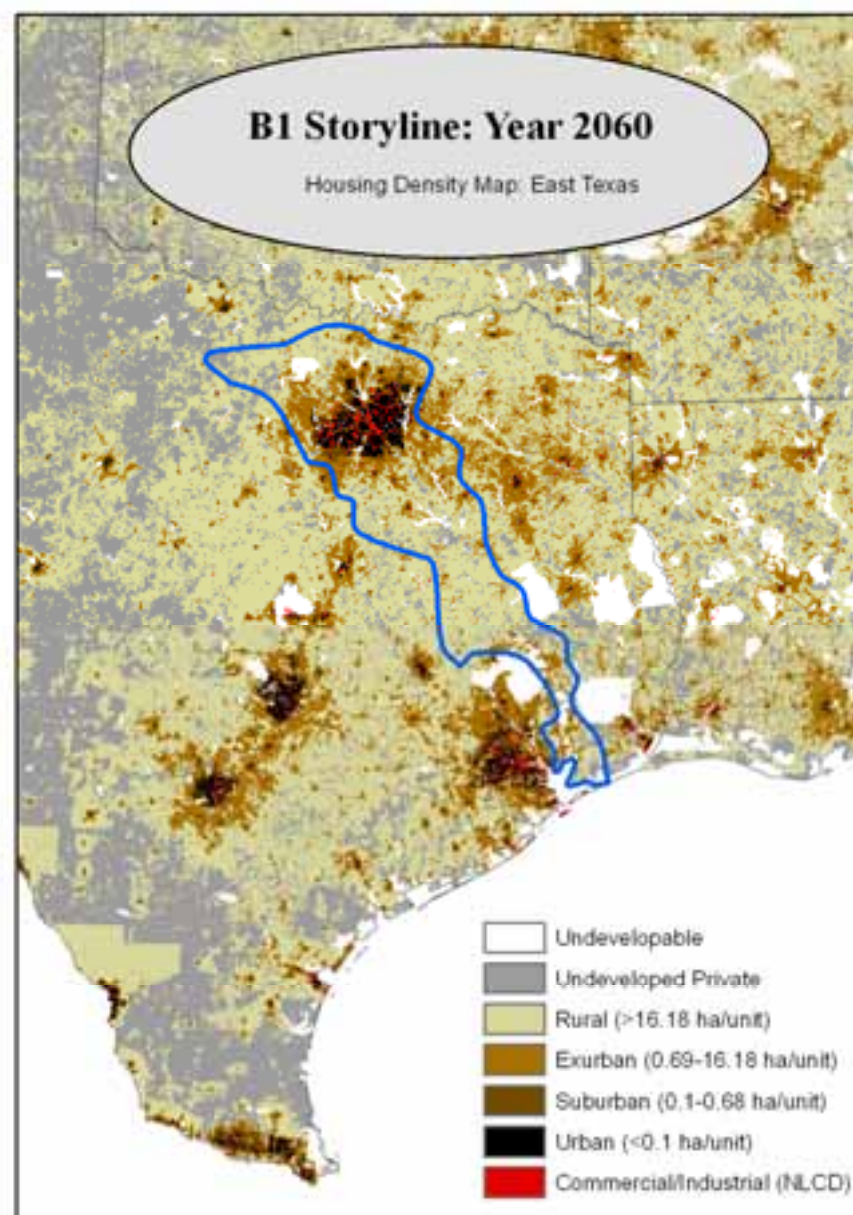 B1 Storyline: Year 2060
Housing Density Map: East Texas
Undevelopable
Undeveloped Private
Rural (>16.18 ha/unit)
Exurban (0.69-16.18 ha/unit)
Suburban (0.1-0.68 ha/unit)
Urban (<0.1 ha/unit)
Commercial/Industrial (NLCD)